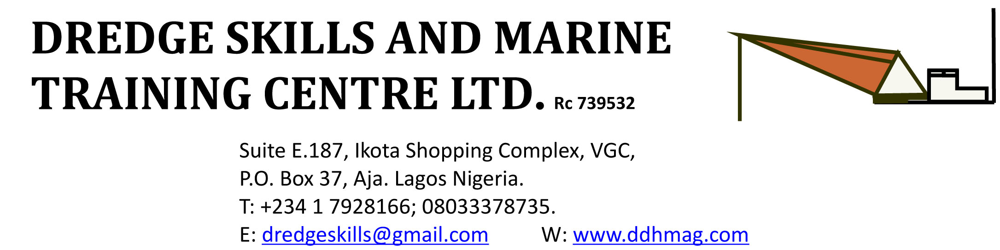 DREDGE SKILLS AND MARINE
TRAINING CENTRE LTD. Rc 739532
Suite E.187, Ikota Shopping Complex, VGC,
P.O. Box 37, Aja. Lagos Nigeria.
T: +234 1 7928166; 08033378735.
E: dredgeskills@gmail.com W: www.ddhmag.com